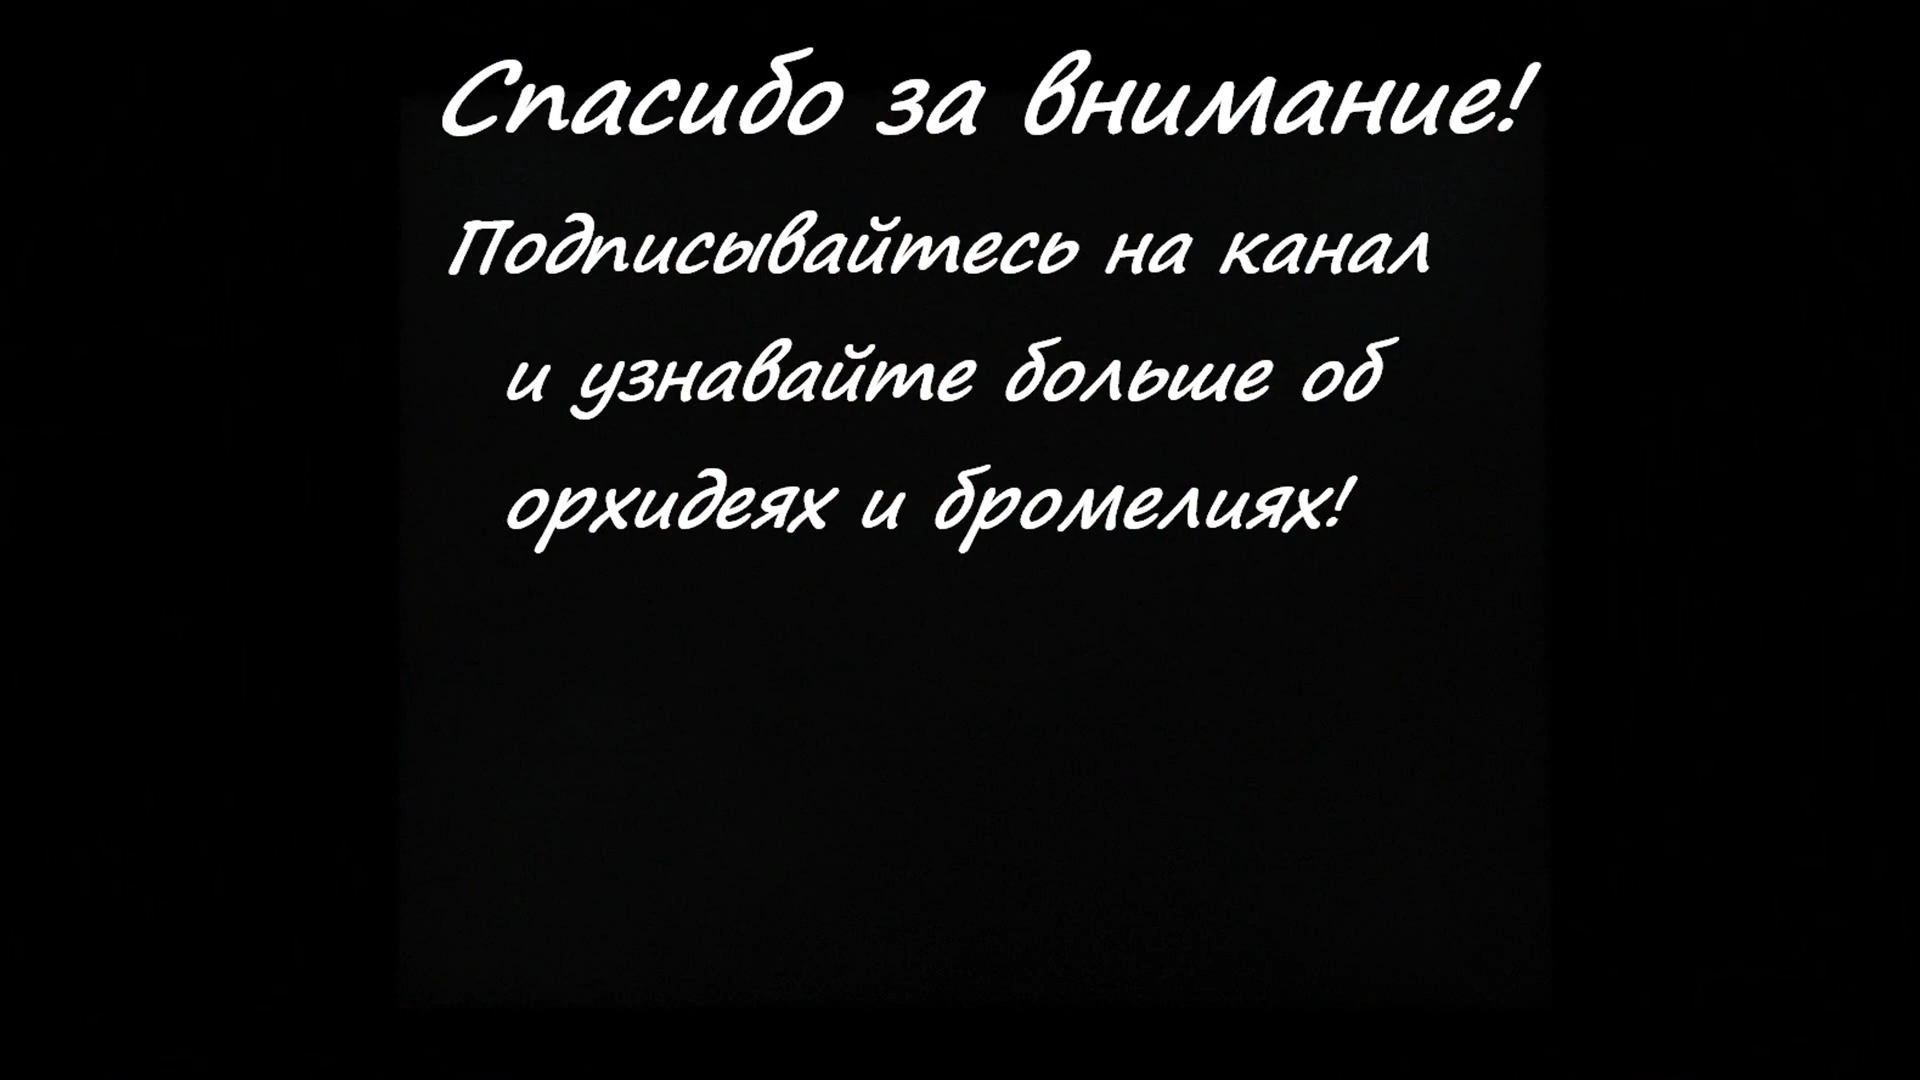 Спасибо за внимание!
Подписывайтесь на канал
и узнавайте больше об
орхидеях и бромелиях!